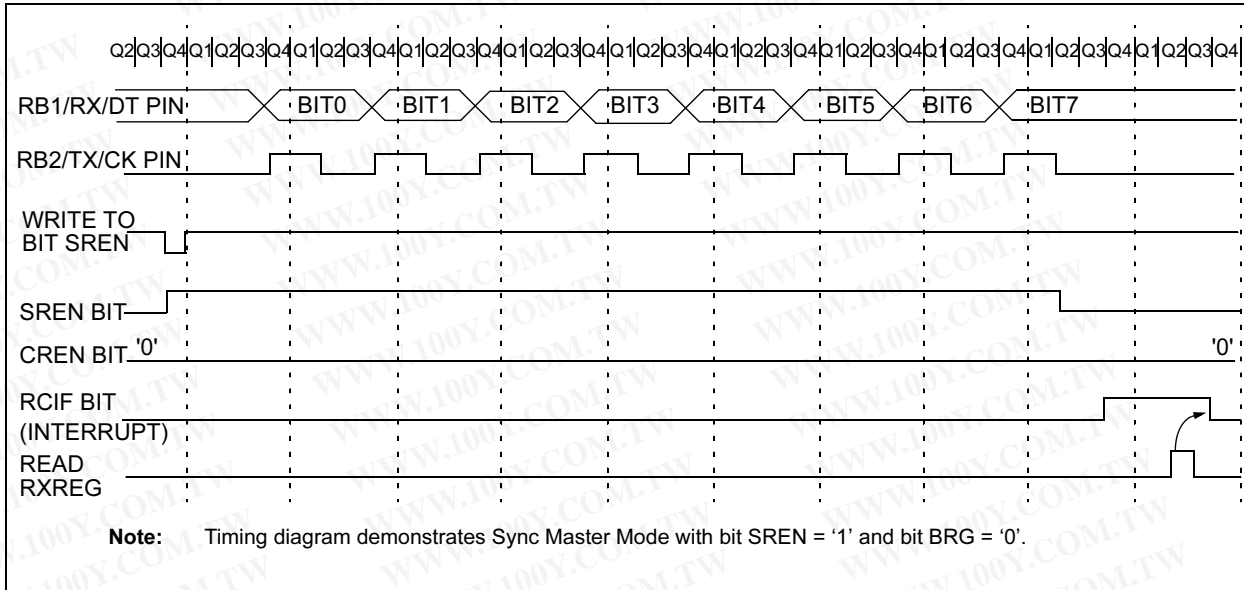 Q2 Q3 Q4 Q1 Q2 Q3 Q4 Q1 Q2 Q3 Q4 Q1 Q2 Q3 Q4 Q1 Q2 Q3 Q4 Q1 Q2 Q3 Q4 Q1 Q2 Q3 Q4 Q1 Q2 Q3 Q4 Q1 Q2 Q3 Q4 Q1 Q2 Q3 Q4 Q1 Q2 Q3 Q4
RB1/RX/DT PIN BIT0 BIT1 BIT2 BIT3 BIT4 BIT5 BIT6 BIT7
RB2/TX/CK PIN
WRITE TO
BIT SREN
SREN BIT
CREN BIT '0' '0'
RCIF BIT
(INTERRUPT)
READ
RXREG
Note: Timing diagram demonstrates Sync Master Mode with bit SREN = ‘1’ and bit BRG = ‘0’.
WWW.100Y.COM.TW